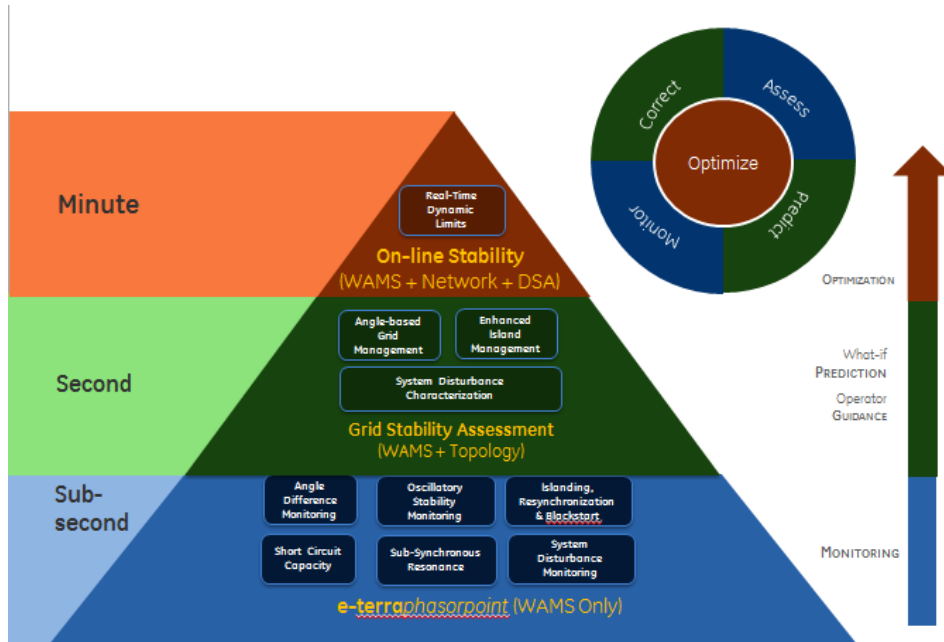 Correct
Assess
Optimize
Monitor
Predict
Minute
Real-Time
Dynamic
Limits
On-line Stability
(WAMS + Network + DSA)
OPTIMIZATION
Second
Angle-based
Grid
Management
Enhanced
Island
Management
System Disturbance
Characterization
Grid Stability Assessment
(WAMS + Topology)
What-if
PREDICTION
Operator
GUIDANCE
Sub-
second
Angle
Difference
Monitoring
Oscillatory
Stability
Monitoring
Islanding,
Resynchronization
& Blackstart
Short Circuit
Capacity
Sub-Synchronous
Resonance
System
Disturbance
Monitoring
e-terraphasorpoint (WAMS Only)
MONITORING